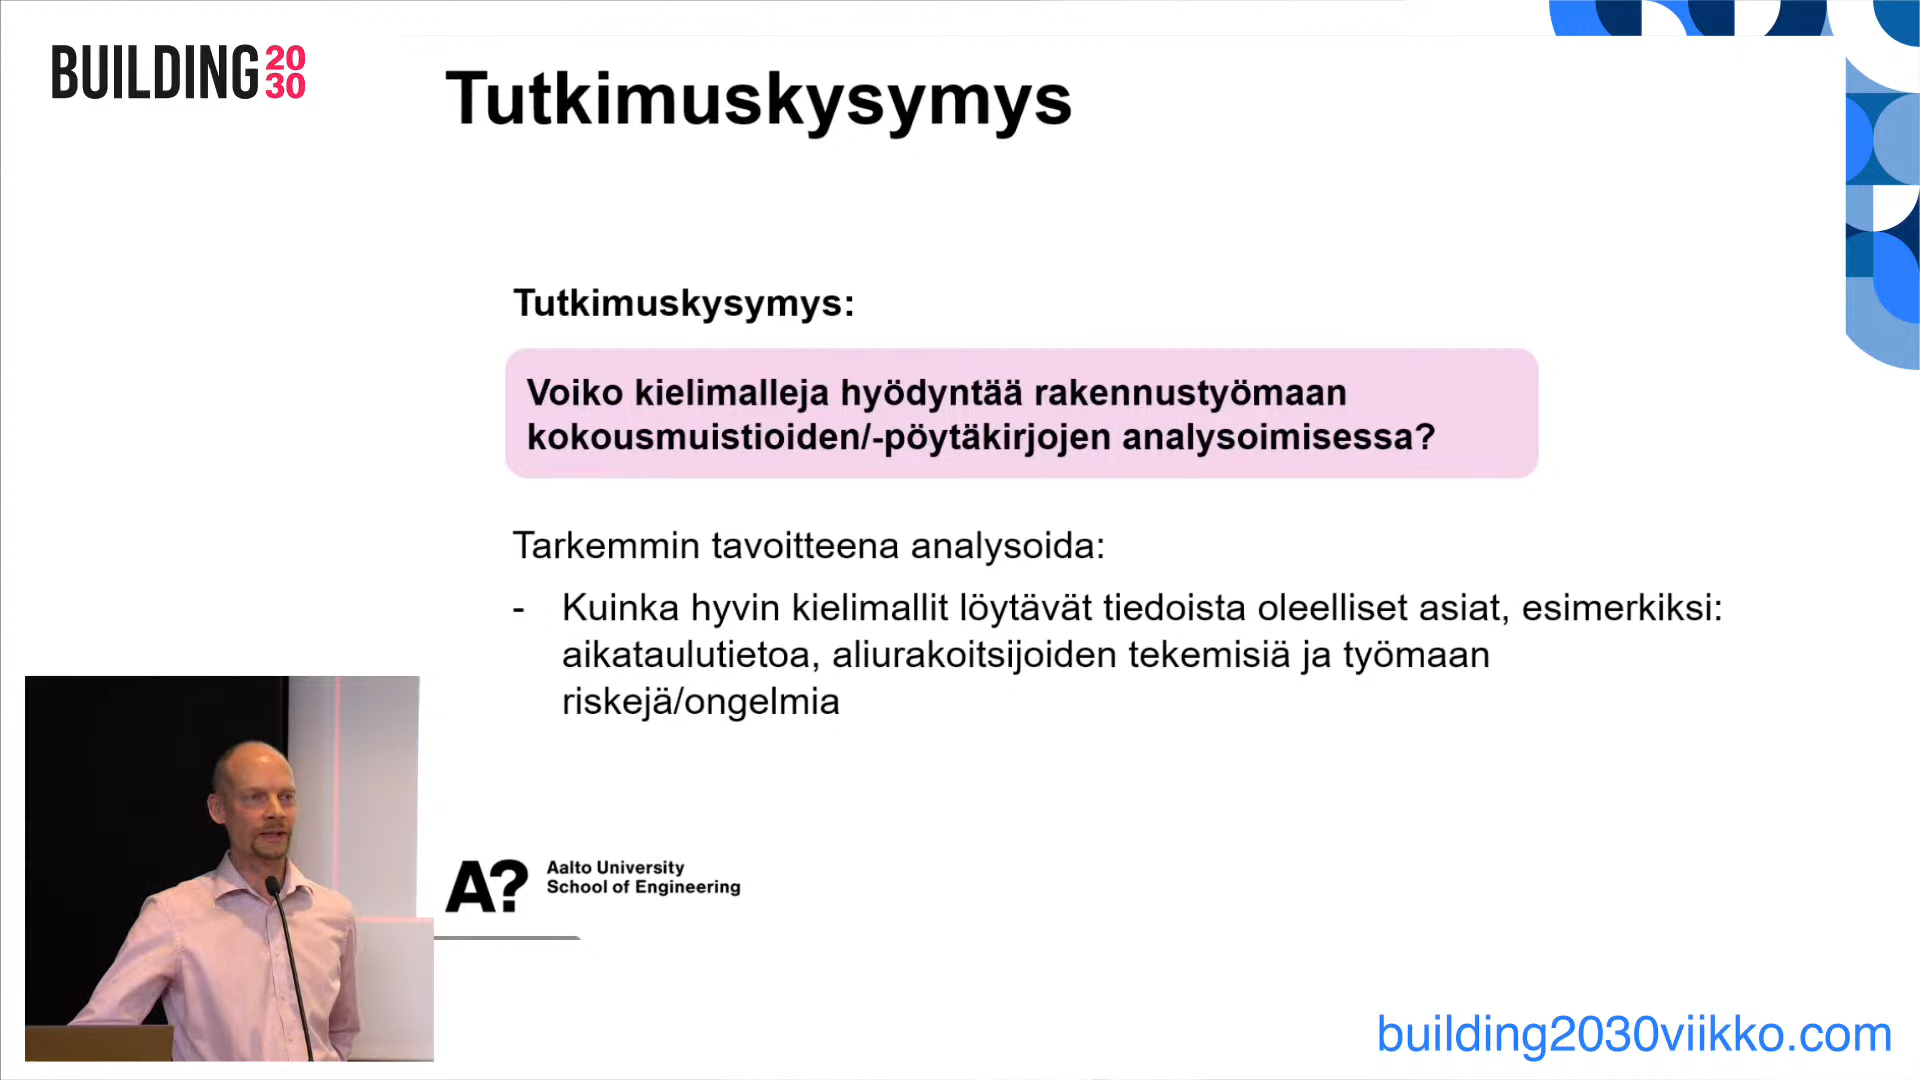 BUILDING 20
30
Tutkimuskysymys
Tutkimuskysymys:
Voiko kielimalleja hyödyntää rakennustyömaan
kokousmuistioiden/-pöytäkirjojen analysoimisessa?
Tarkemmin tavoitteena analysoida:
- Kuinka hyvin kielimallit löytävät tiedoista oleelliset asiat, esimerkiksi:
aikataulutietoa, aliurakoitsijoiden tekemisiä ja työmaan
riskejä/ongelmia
A? Aalto University
School of Engineering
building2030viikko.com